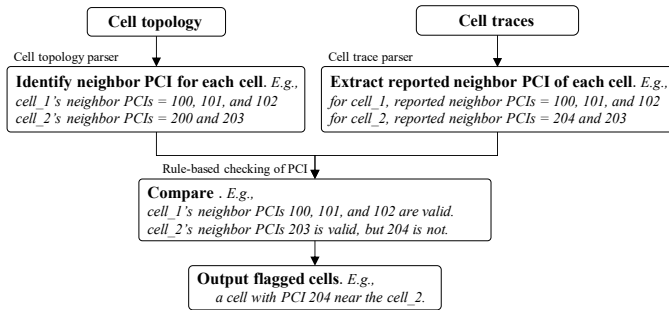 Cell topology
Cell traces
Cell topology parser
Cell trace parser
Identify neighbor PCI for each cell. E.g.,
cell_1's neighbor PCIs = 100, 101, and 102
cell_2's neighbor PCIs = 200 and 203
Extract reported neighbor PCI of each cell. E.g.,
for cell_1, reported neighbor PCIs = 100, 101, and 102
for cell_2, reported neighbor PCIs = 204 and 203
Rule-based checking of PCI
Compare . E.g.,
cell_1's neighbor PCIs 100, 101, and 102 are valid.
cell_2's neighbor PCIs 203 is valid, but 204 is not.
Output flagged cells. E.g.,
a cell with PCI 204 near the cell_2.